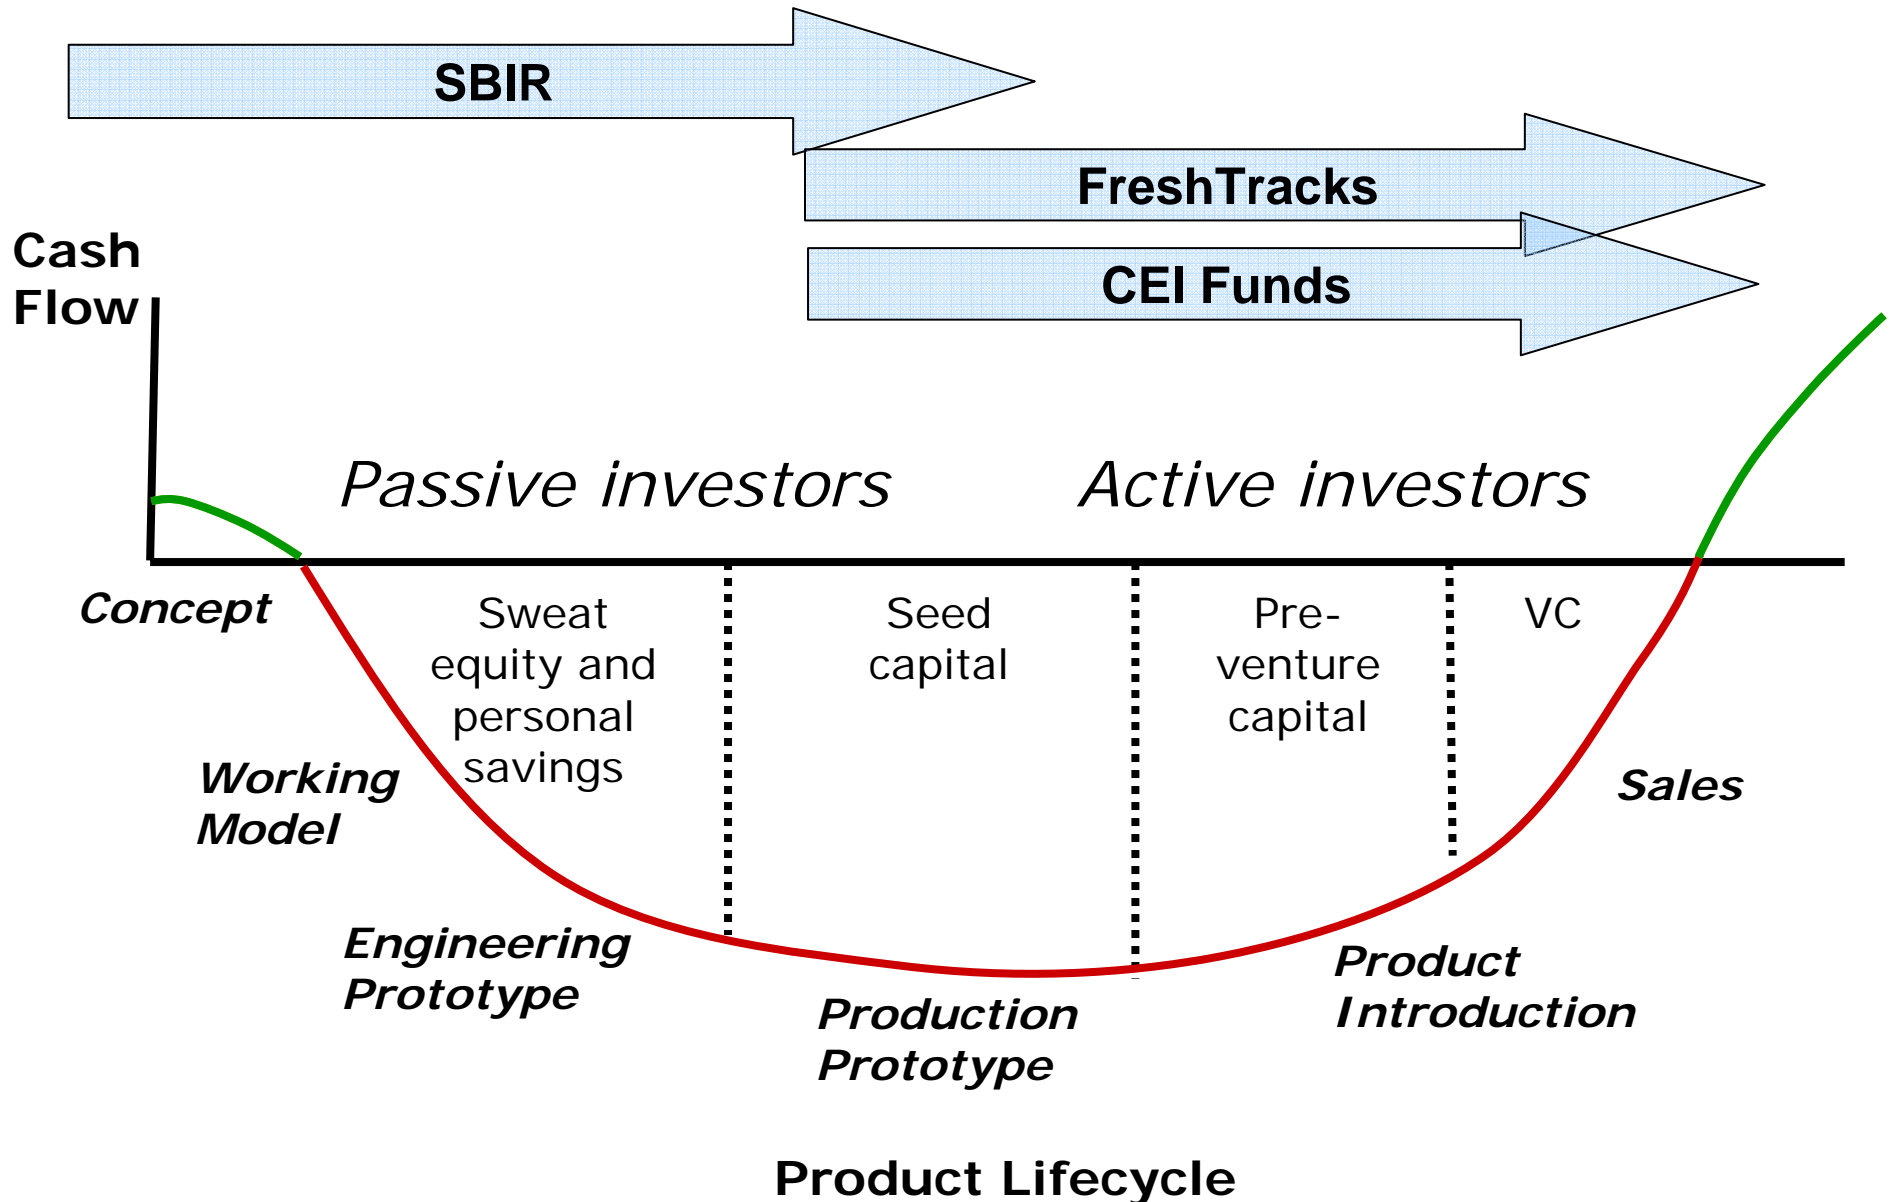 SBIR
FreshTracks
CEI Funds
Cash
Flow
Passive investors
Active investors
Concept
Sweat
equity and
personal
savings
Seed
capital
Pre-
venture
capital
VC
Working
Model
Sales
Engineering
Prototype
Production
Prototype
Product
Introduction
Product Lifecycle